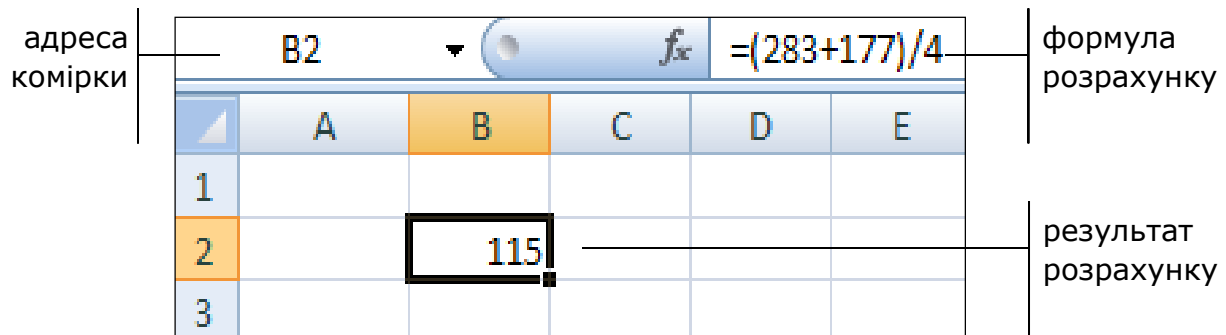 адреса
комірки
B2
fx
=(283+177)/4
формула
розрахунку
A B C D E
1
2 115
3
результат
розрахунку